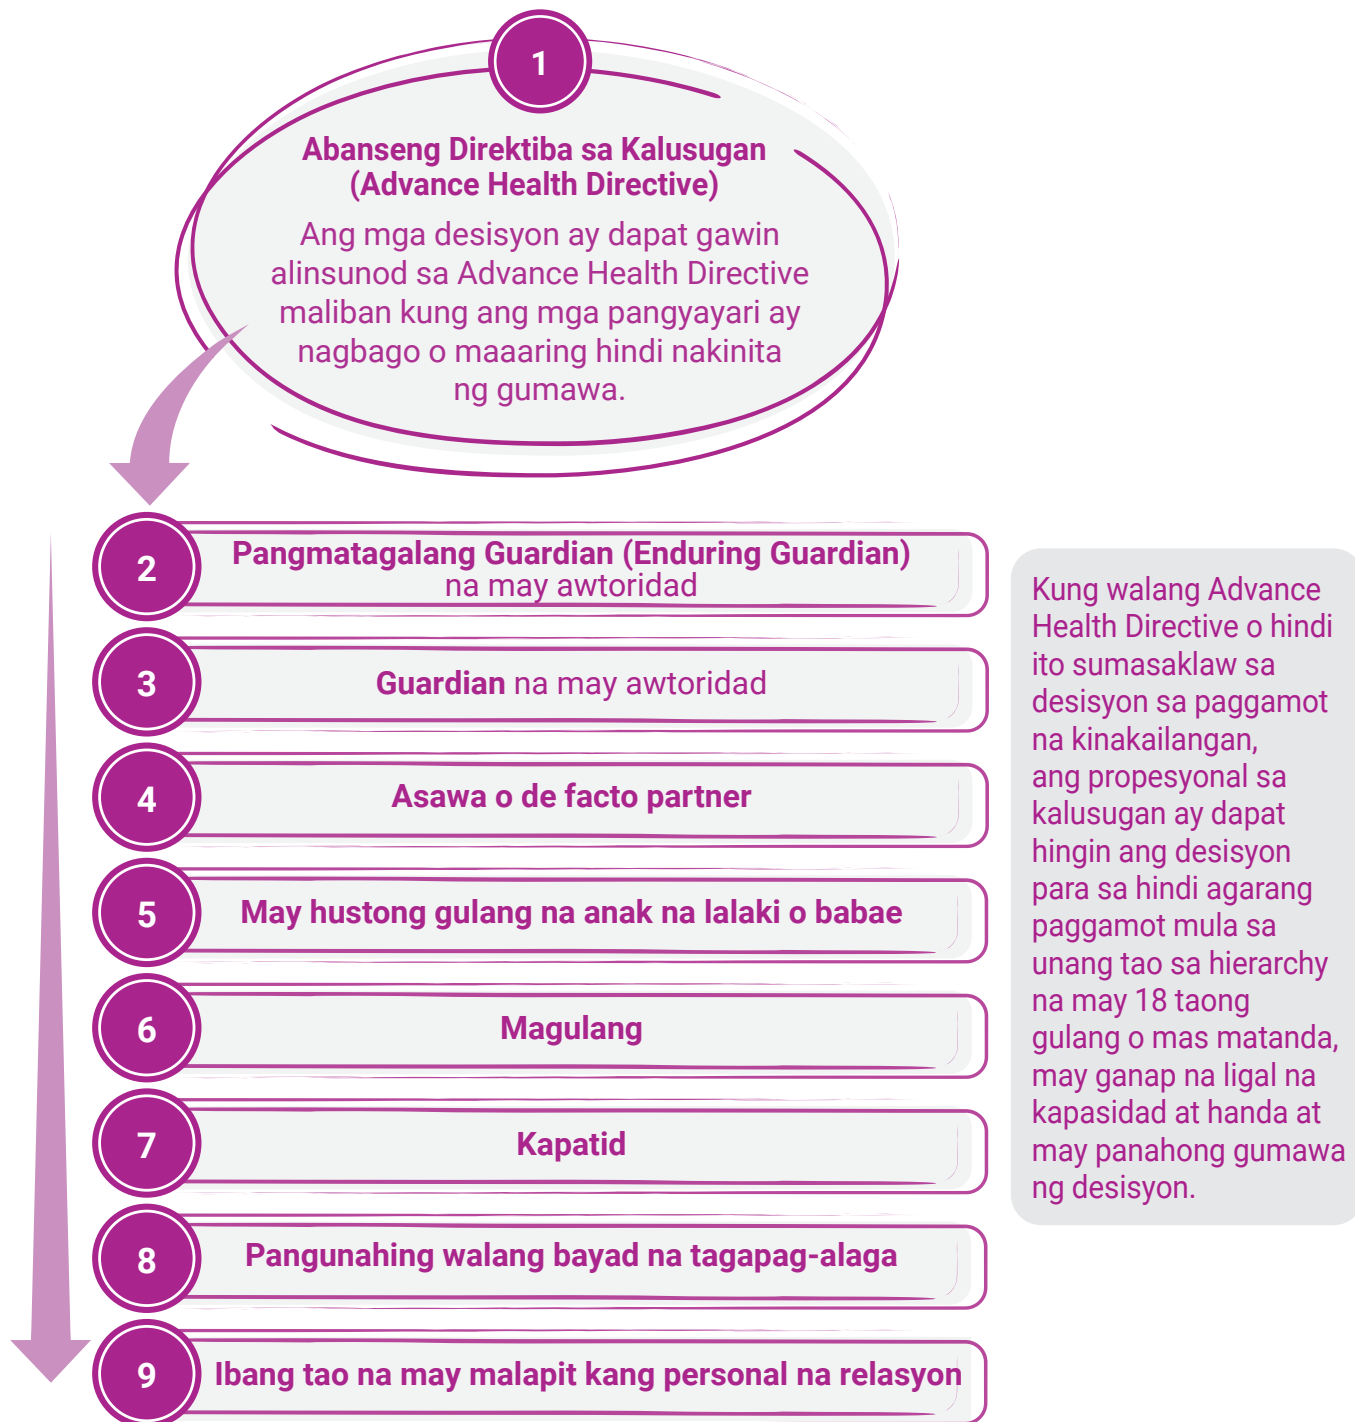 1
Abanseng Direktiba sa Kalusugan
(Advance Health Directive)
Ang mga desisyon ay dapat gawin
alinsunod sa Advance Health Directive
maliban kung ang mga pangyayari ay
nagbago o maaaring hindi nakinita
ng gumawa.
2
Pangmatagalang Guardian (Enduring Guardian)
na may awtoridad
3
Guardian na may awtoridad
4
Asawa o de facto partner
5
May hustong gulang na anak na lalaki o babae
6
Magulang
7
Kapatid
8
Pangunahing walang bayad na tagapag-alaga
9
Ibang tao na may malapit kang personal na relasyon
Kung walang Advance
Health Directive o hindi
ito sumasaklaw sa
desisyon sa paggamot
na kinakailangan,
ang propesyonal sa
kalusugan ay dapat
hingin ang desisyon
para sa hindi agarang
paggamot mula sa
unang tao sa hierarchy
na may 18 taong
gulang o mas matanda,
may ganap na ligal na
kapasidad at handa at
may panahong gumawa
ng desisyon.